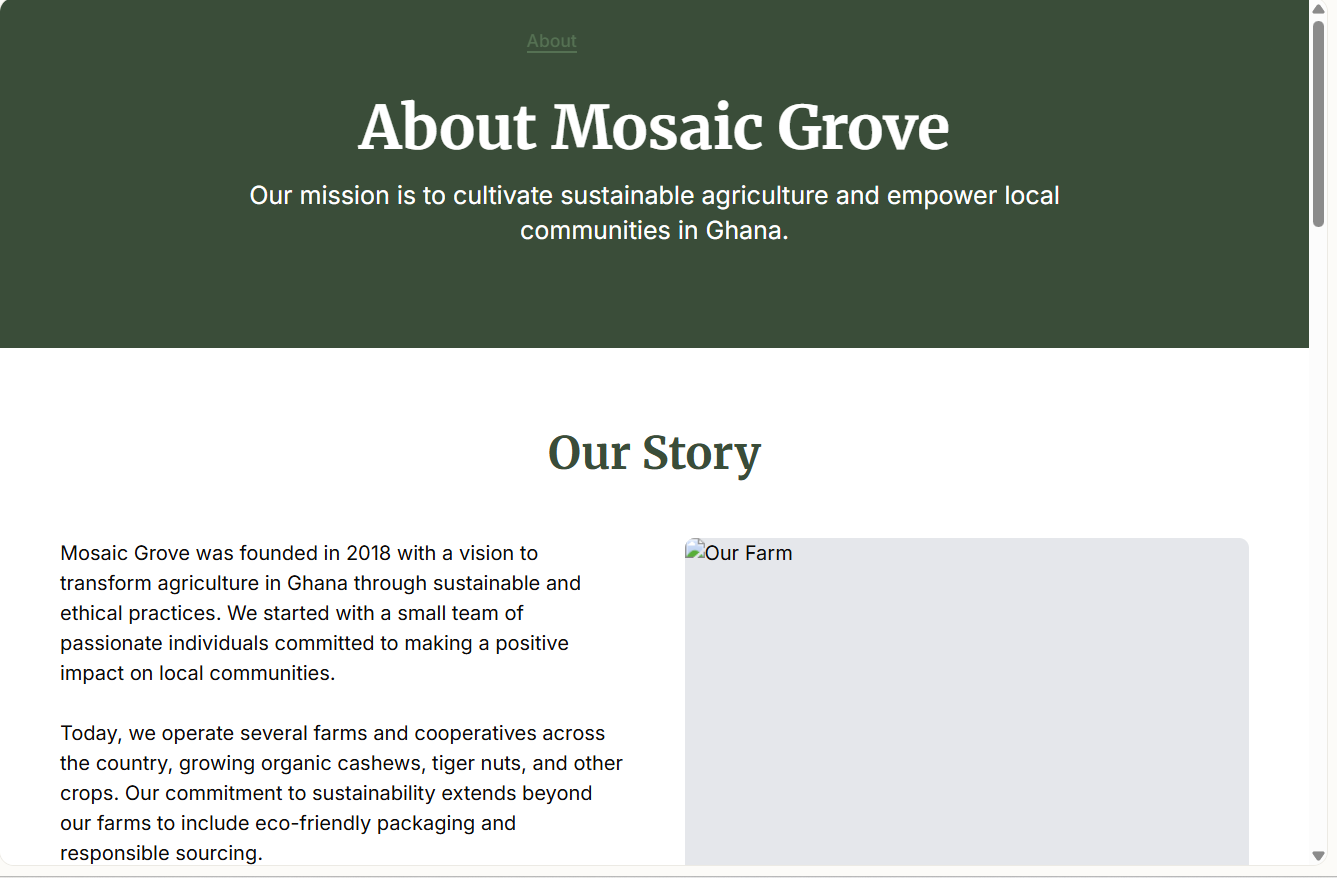 About
About Mosaic Grove
Our mission is to cultivate sustainable agriculture and empower local
communities in Ghana.
Our Story
Mosaic Grove was founded in 2018 with a vision to
transform agriculture in Ghana through sustainable and
ethical practices. We started with a small team of
passionate individuals committed to making a positive
impact on local communities.
Today, we operate several farms and cooperatives across
the country, growing organic cashews, tiger nuts, and other
crops. Our commitment to sustainability extends beyond
our farms to include eco-friendly packaging and
responsible sourcing.
Our Farm